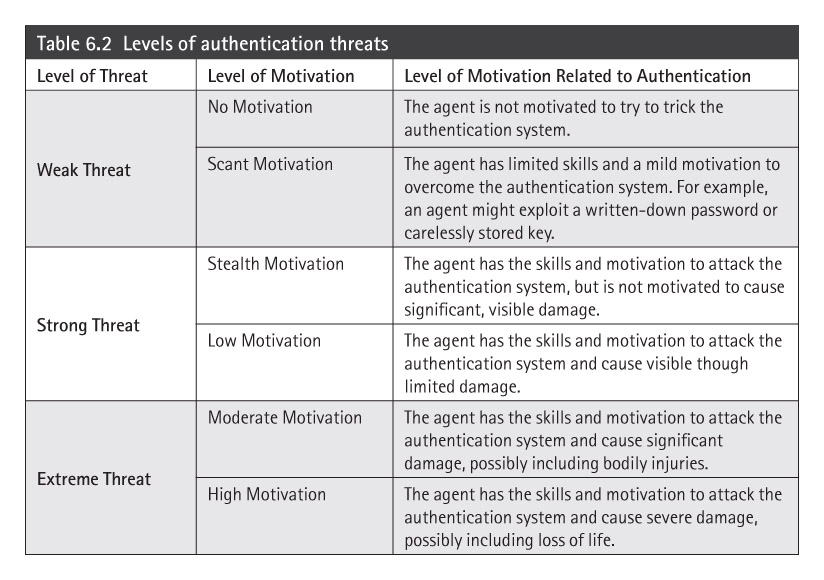 Table 6.2 Levels of authentication threats
Level of Threat
Level of Motivation
Level of Motivation Related to Authentication
Weak Threat
No Motivation
The agent is not motivated to try to trick the
authentication system.
Scant Motivation
The agent has limited skills and a mild motivation to
overcome the authentication system. For example,
an agent might exploit a written-down password or
carelessly stored key.
Strong Threat
Stealth Motivation
The agent has the skills and motivation to attack the
authentication system, but is not motivated to cause
significant, visible damage.
Low Motivation
The agent has the skills and motivation to attack the
authentication system and cause visible though
limited damage.
Extreme Threat
Moderate Motivation
The agent has the skills and motivation to attack the
authentication system and cause significant
damage, possibly including bodily injuries.
High Motivation
The agent has the skills and motivation to attack the
authentication system and cause severe damage,
possibly including loss of life.